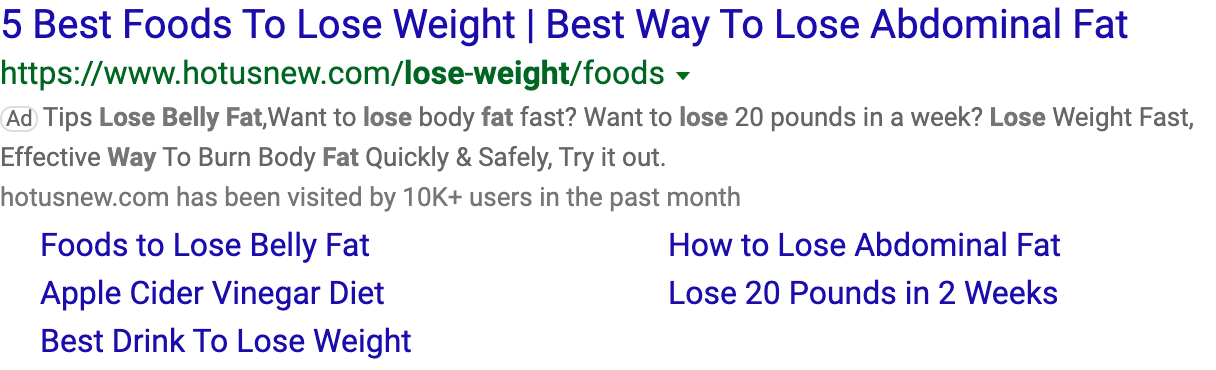 5 Best Foods To Lose Weight | Best Way To Lose Abdominal Fat
https://www.hotusnew.com/lose-weight/foods
Ad Tips Lose Belly Fat,Want to lose body fat fast? Want to lose 20 pounds in a week? Lose Weight Fast,
Effective Way To Burn Body Fat Quickly & Safely, Try it out.
hotusnew.com has been visited by 10K+ users in the past month
Foods to Lose Belly Fat
How to Lose Abdominal Fat
Apple Cider Vinegar Diet
Lose 20 Pounds in 2 Weeks
Best Drink To Lose Weight